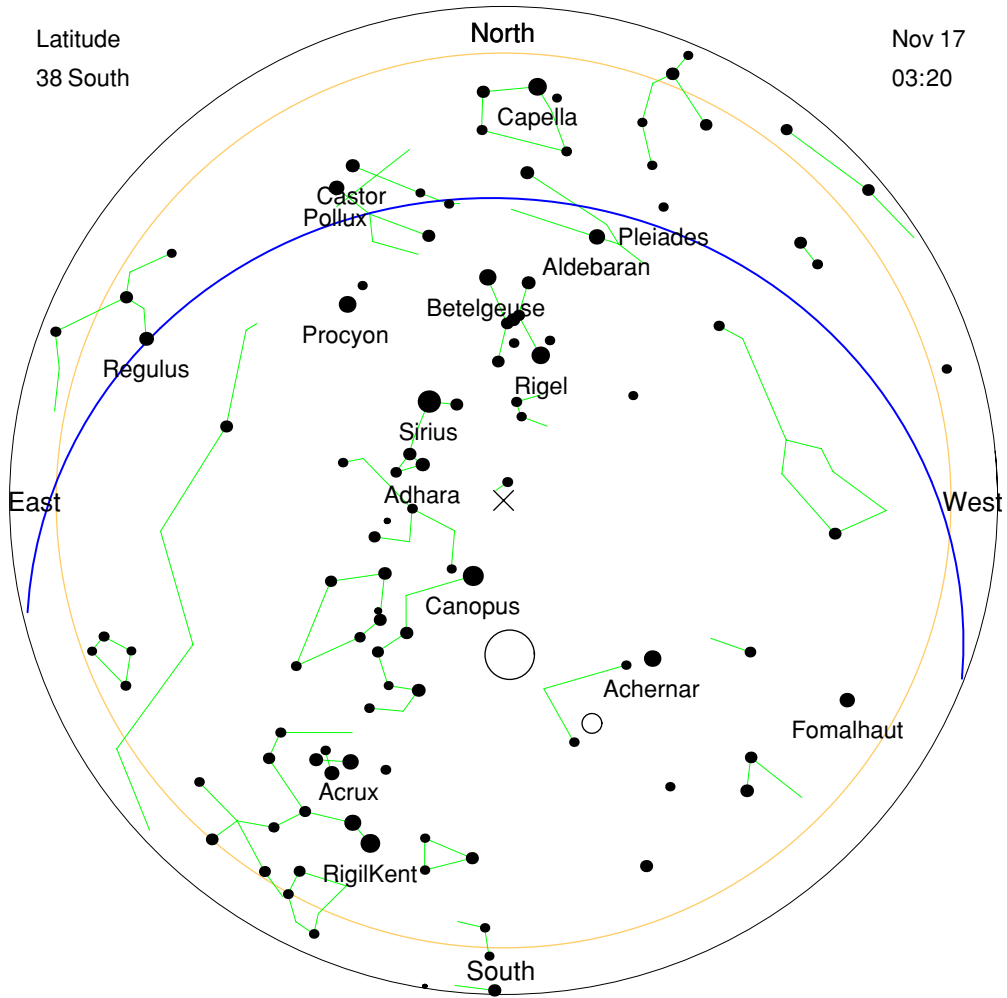 Latitude
38 South
North
Nov 17
03:20
Capella
Castor
Pollux
Pleiades
Aldebaran
Betelgeuse
Procyon
Regulus
Rigel
Sirius
Adhara
East
West
Canopus
Achernar
Fomalhaut
Acrux
RigilKent
South